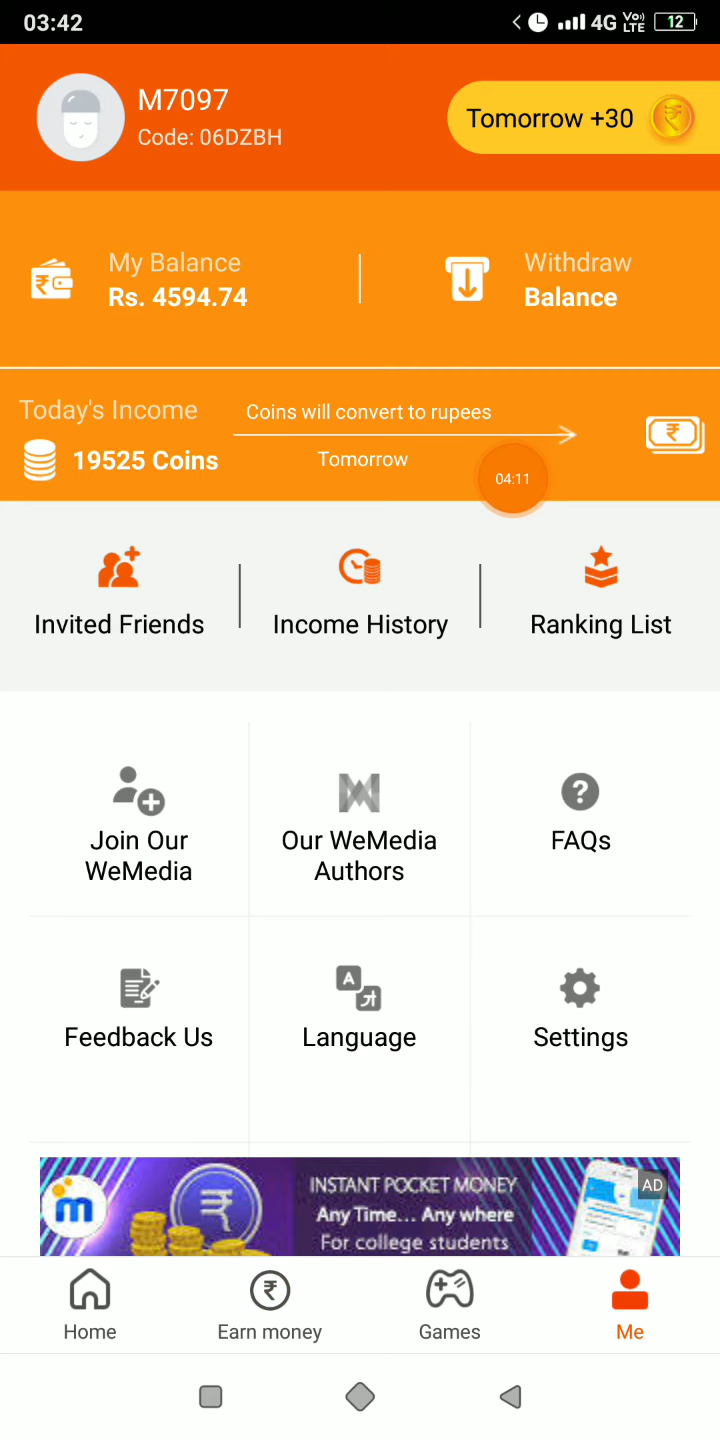 03:42
4G
Vo)
LTE
12
M7097
Code: 06DZBH
Tomorrow +30
₹
My Balance
Rs. 4594.74
Withdraw
Balance
Today's Income
19525 Coins
Coins will convert to rupees
Tomorrow
04:11
Invited Friends
Income History
Ranking List
Join Our
WeMedia
Our WeMedia
Authors
FAQs
Feedback Us
Language
Settings
m
INSTANT POCKET MONEY
Any Time... Any where
For college students
AD
Home
Earn money
Games
Me